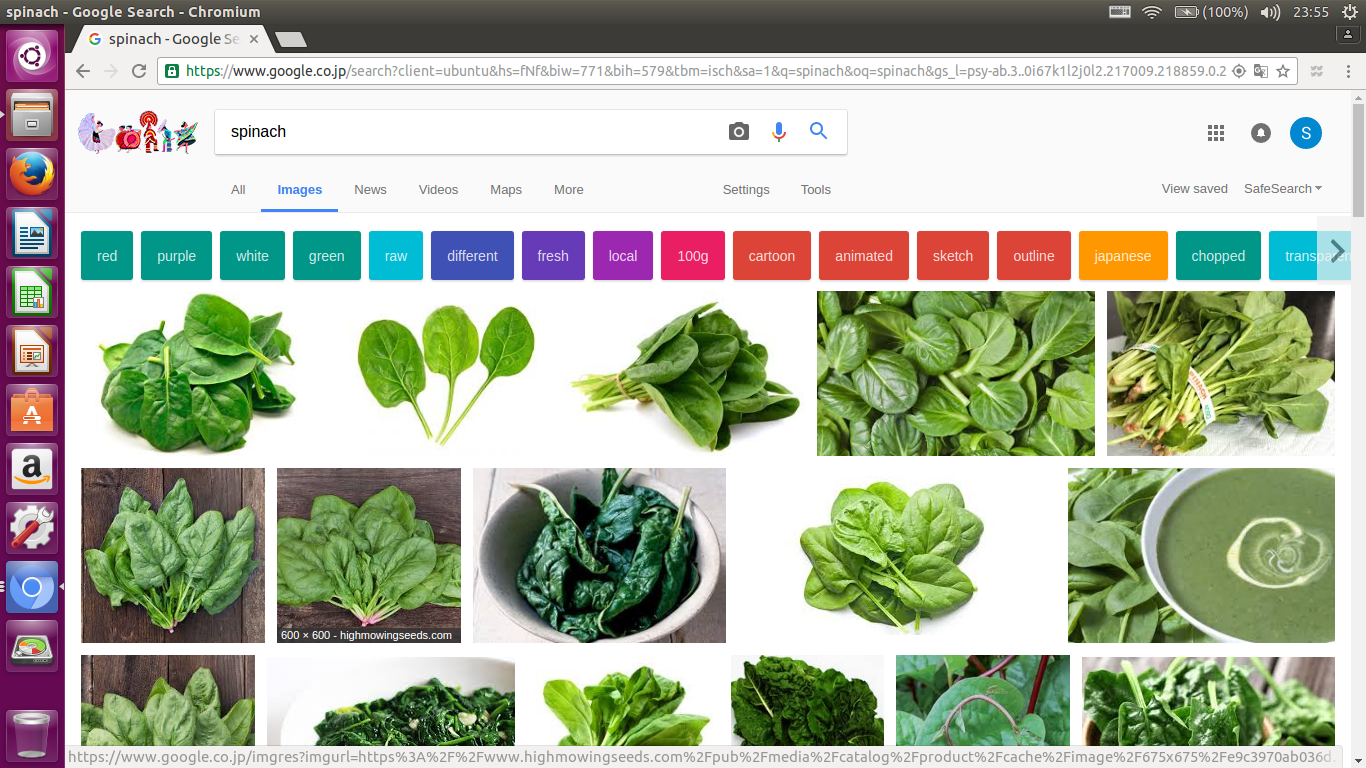 spinach - Google Search - Chromium
(100%)
23:55
spinach - Google Se
https://www.google.co.jp/search?client=ubuntu&hs=fNf&biw=771&bih=579&tbm=isch&sa=1&q=spinach&oq=spinach&gs_l=psy-ab.3..0i67k1l2j0l2.217009.218859.0.2
spinach
S
All Images News Videos Maps More Settings Tools View saved SafeSearch
red purple white green raw different fresh local 100g cartoon animated sketch outline japanese chopped transparen
600 × 600 - highmowingseeds.com
https://www.google.co.jp/imgres?imgurl=https%3A%2F%2Fwww.highmowingseeds.com%2Fpub%2Fmedia%2Fcatalog%2Fproduct%2Fcache%2Fimage%2F675x675%2Fe9c3970ab036d...